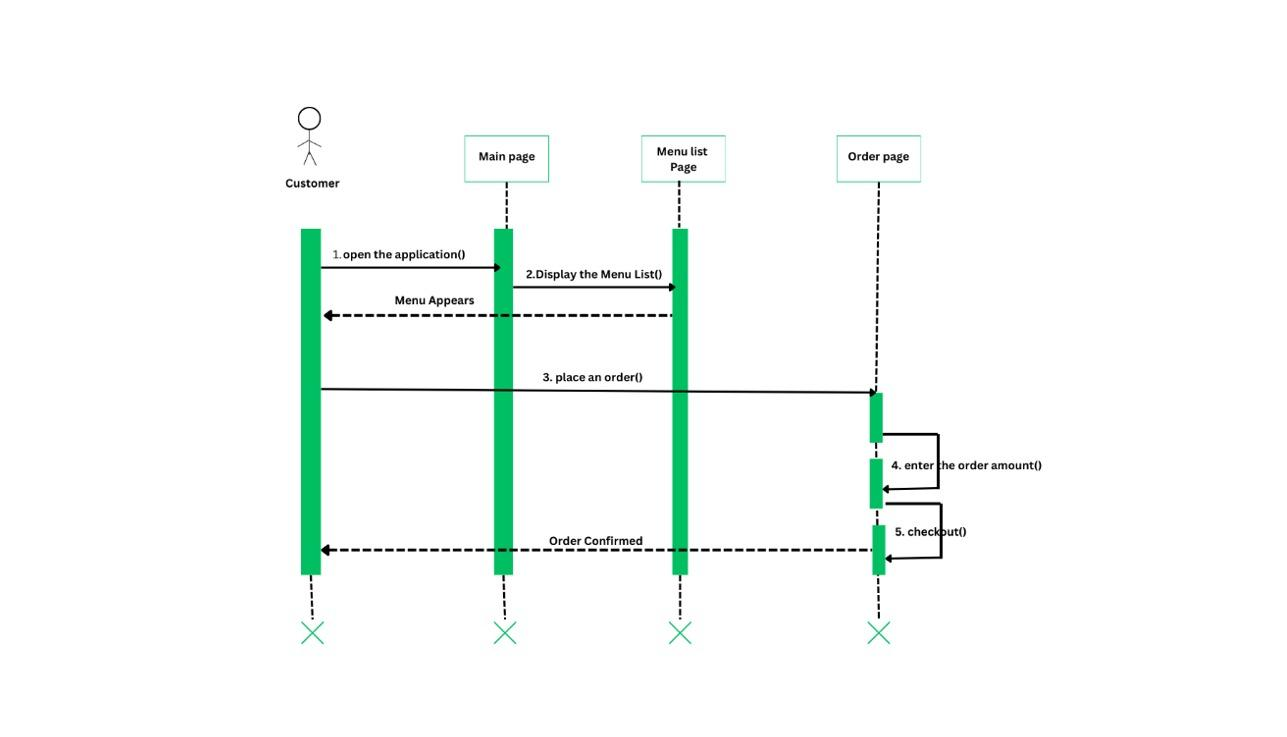 Customer
Main page
Menu list
Page
Order page
1.open the application()
2.Display the Menu List()
Menu Appears
3. place an order()
4. enter the order amount()
5. checkout()
Order Confirmed